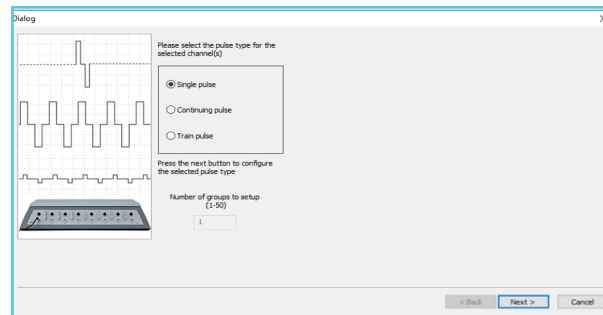 Dialog
Please select the pulse type for the
selected channel(s)
Single pulse
Continuing pulse
Train pulse
Press the next button to configure
the selected pulse type
Number of groups to setup
(1-50)
1
< Back Next > Cancel